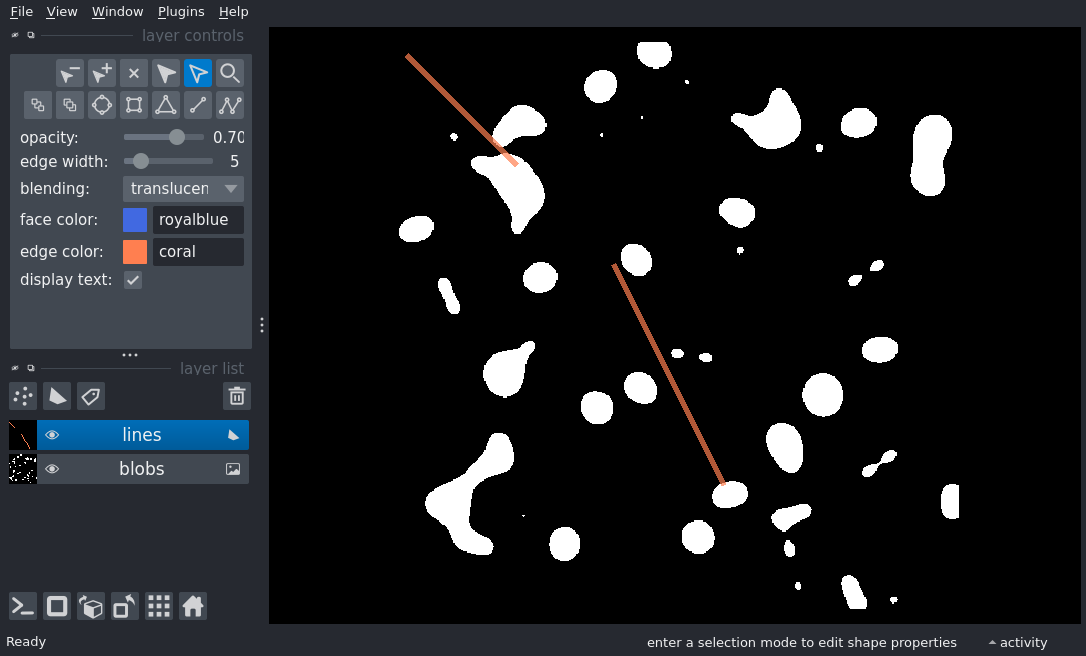 File View Window Plugins Help
layer controls
opacity: 0.70
edge width: 5
blending: translucen
face color: royalblue
edge color: coral
display text:
layer list
lines
blobs
Ready
enter a selection mode to edit shape properties
activity